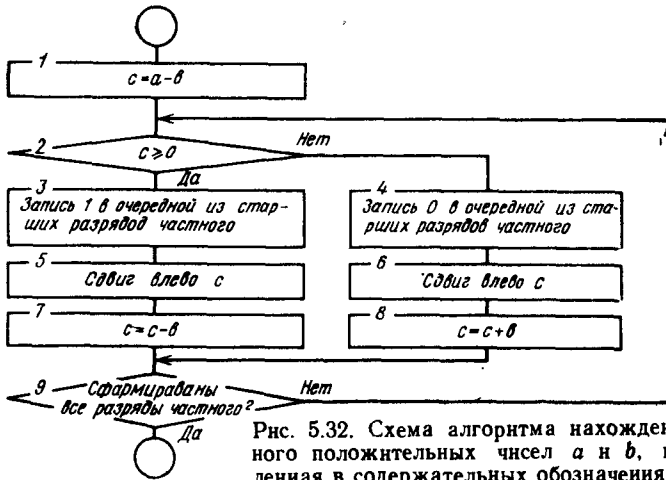 1
c=a-в
2
c≥0
Нет
Да
3
Запись 1 в очередной из стар-
ших разрядов частного
4
Запись 0 в очередной из ста-
рших разрядов частного
5
Сдвиг влево c
6
Сдвиг влево c
7
c=c-в
8
c=c+в
9
Сформированы
все разряды частного?
Нет
Да
Рис. 5.32. Схема алгоритма нахожден
ного положительных чисел a и b,
ленная в содержательных обозначения